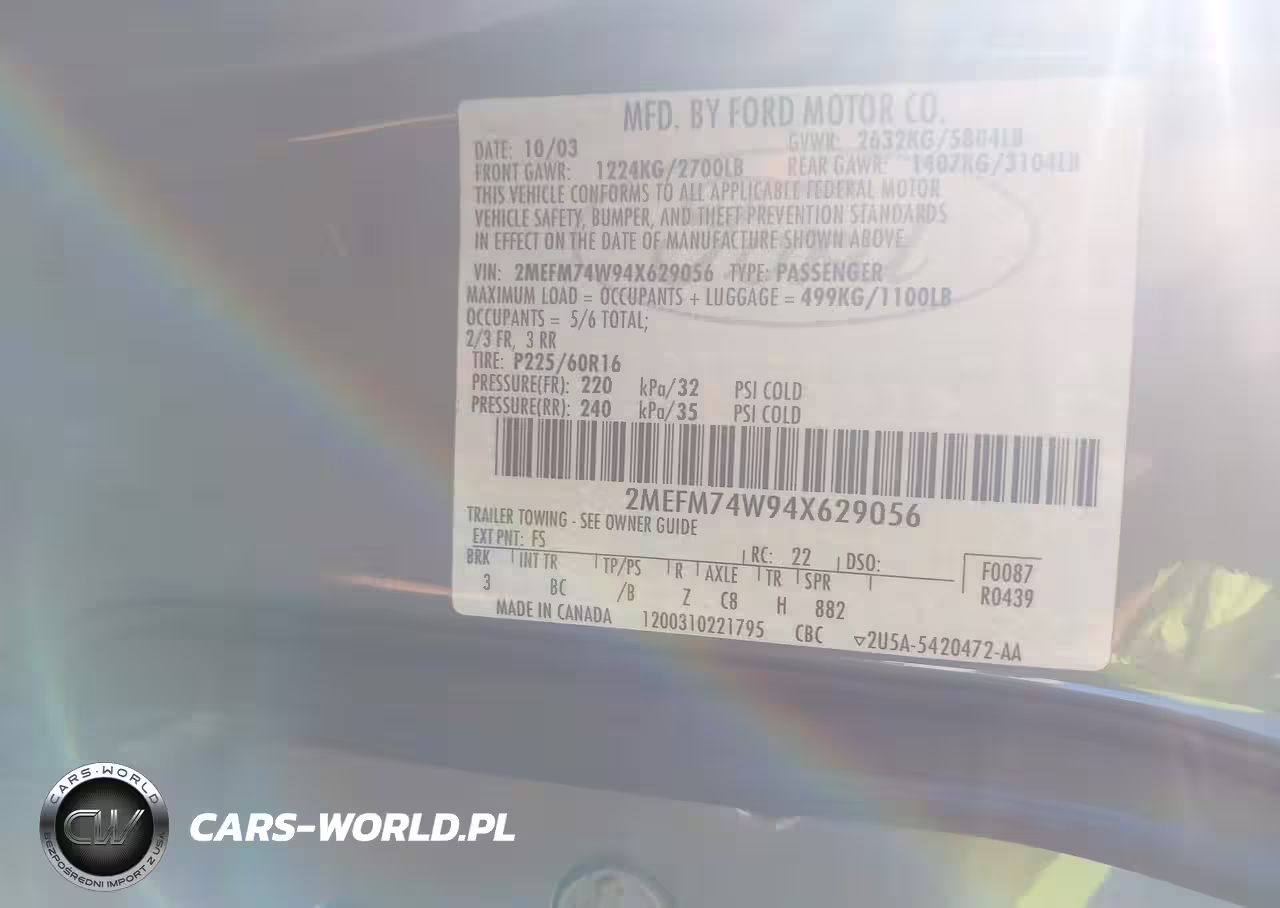 MFD. BY FORD MOTOR CO.
DATE: 10/03 GVWR: 2632KG/5804LB
FRONT GAWR: 1224KG/2700LB REAR GAWR: 1407KG/3104LB
THIS VEHICLE CONFORMS TO ALL APPLICABLE FEDERAL MOTOR
VEHICLE SAFETY, BUMPER, AND THEFT PREVENTION STANDARDS
IN EFFECT ON THE DATE OF MANUFACTURE SHOWN ABOVE.
VIN: 2MEFM74W94X629056 TYPE: PASSENGER
MAXIMUM LOAD = OCCUPANTS + LUGGAGE = 499KG/1100LB
OCCUPANTS = 5/6 TOTAL;
2/3 FR, 3 RR
TIRE: P225/60R16
PRESSURE(FR): 220 kPa/32 PSI COLD
PRESSURE(RR): 240 kPa/35 PSI COLD
2MEFM74W94X629056
TRAILER TOWING - SEE OWNER GUIDE
EXT PNT: FS RC: 22 DSO: F0087
BRK INT TR TP/PS R AXLE TR SPR R0439
3 BC /B Z C8 H 882
MADE IN CANADA 1200310221795 CBC ▽2U5A-5420472-AA
CARS-WORLD
CW
BEZPOŚREDNI IMPORT Z USA
CARS-WORLD.PL